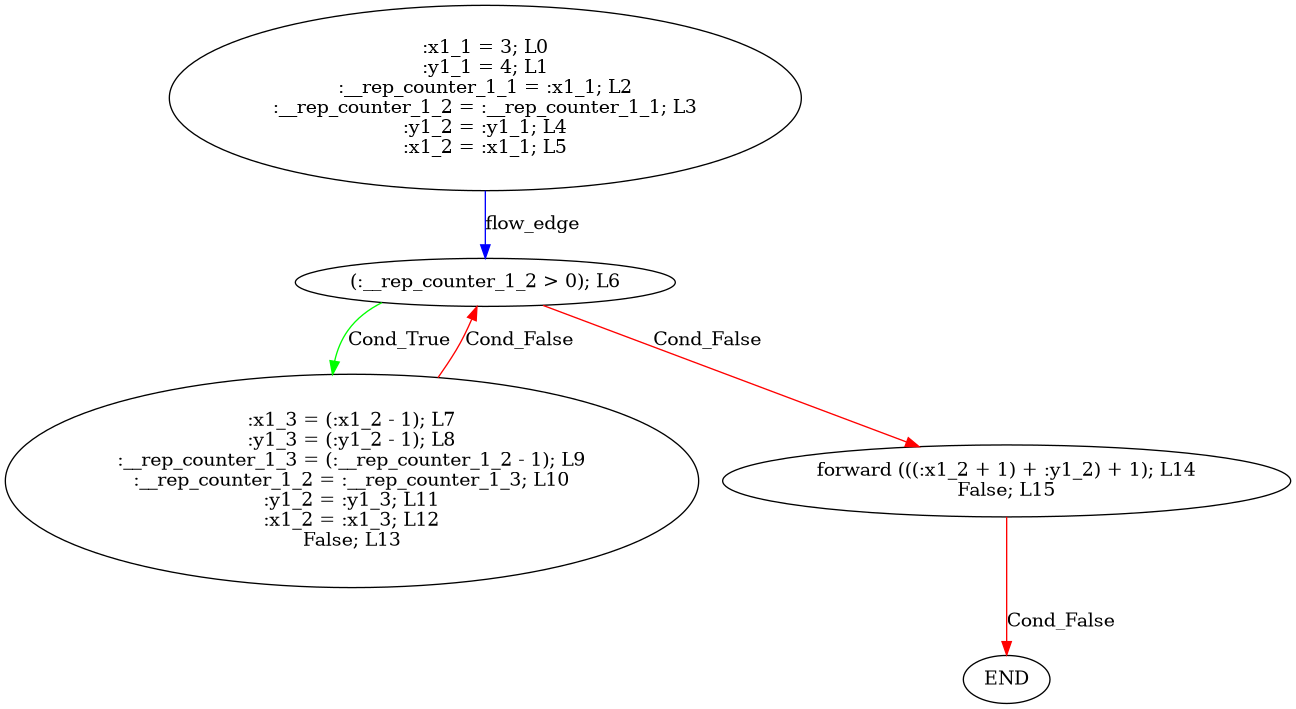 :x1_1 = 3; L0
:y1_1 = 4; L1
:__rep_counter_1_1 = :x1_1; L2
:__rep_counter_1_2 = :__rep_counter_1_1; L3
:y1_2 = :y1_1; L4
:x1_2 = :x1_1; L5
flow_edge
(:__rep_counter_1_2 > 0); L6
Cond_True
Cond_False
Cond_False
:x1_3 = (:x1_2 - 1); L7
:y1_3 = (:y1_2 - 1); L8
:__rep_counter_1_3 = (:__rep_counter_1_2 - 1); L9
:__rep_counter_1_2 = :__rep_counter_1_3; L10
:y1_2 = :y1_3; L11
:x1_2 = :x1_3; L12
False; L13
forward (((:x1_2 + 1) + :y1_2) + 1); L14
False; L15
Cond_False
END